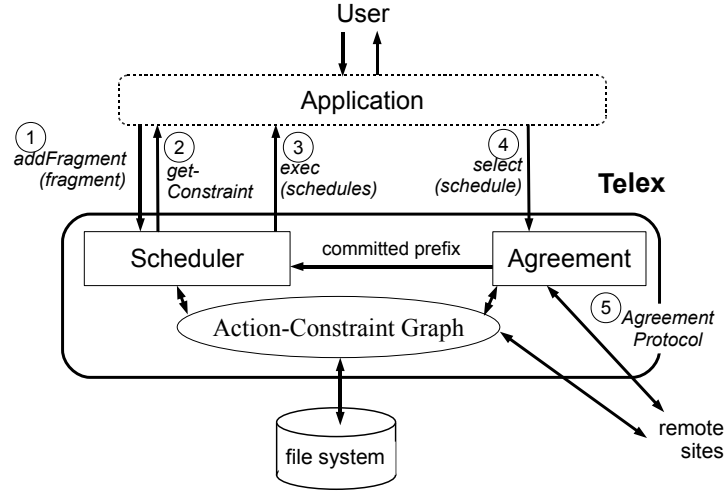 User
Application
1
addFragment
(fragment)
2
get-
Constraint
3
exec
(schedules)
4
select
(schedule)
Telex
Scheduler
committed prefix
Agreement
Action-Constraint Graph
5
Agreement
Protocol
file system
remote
sites